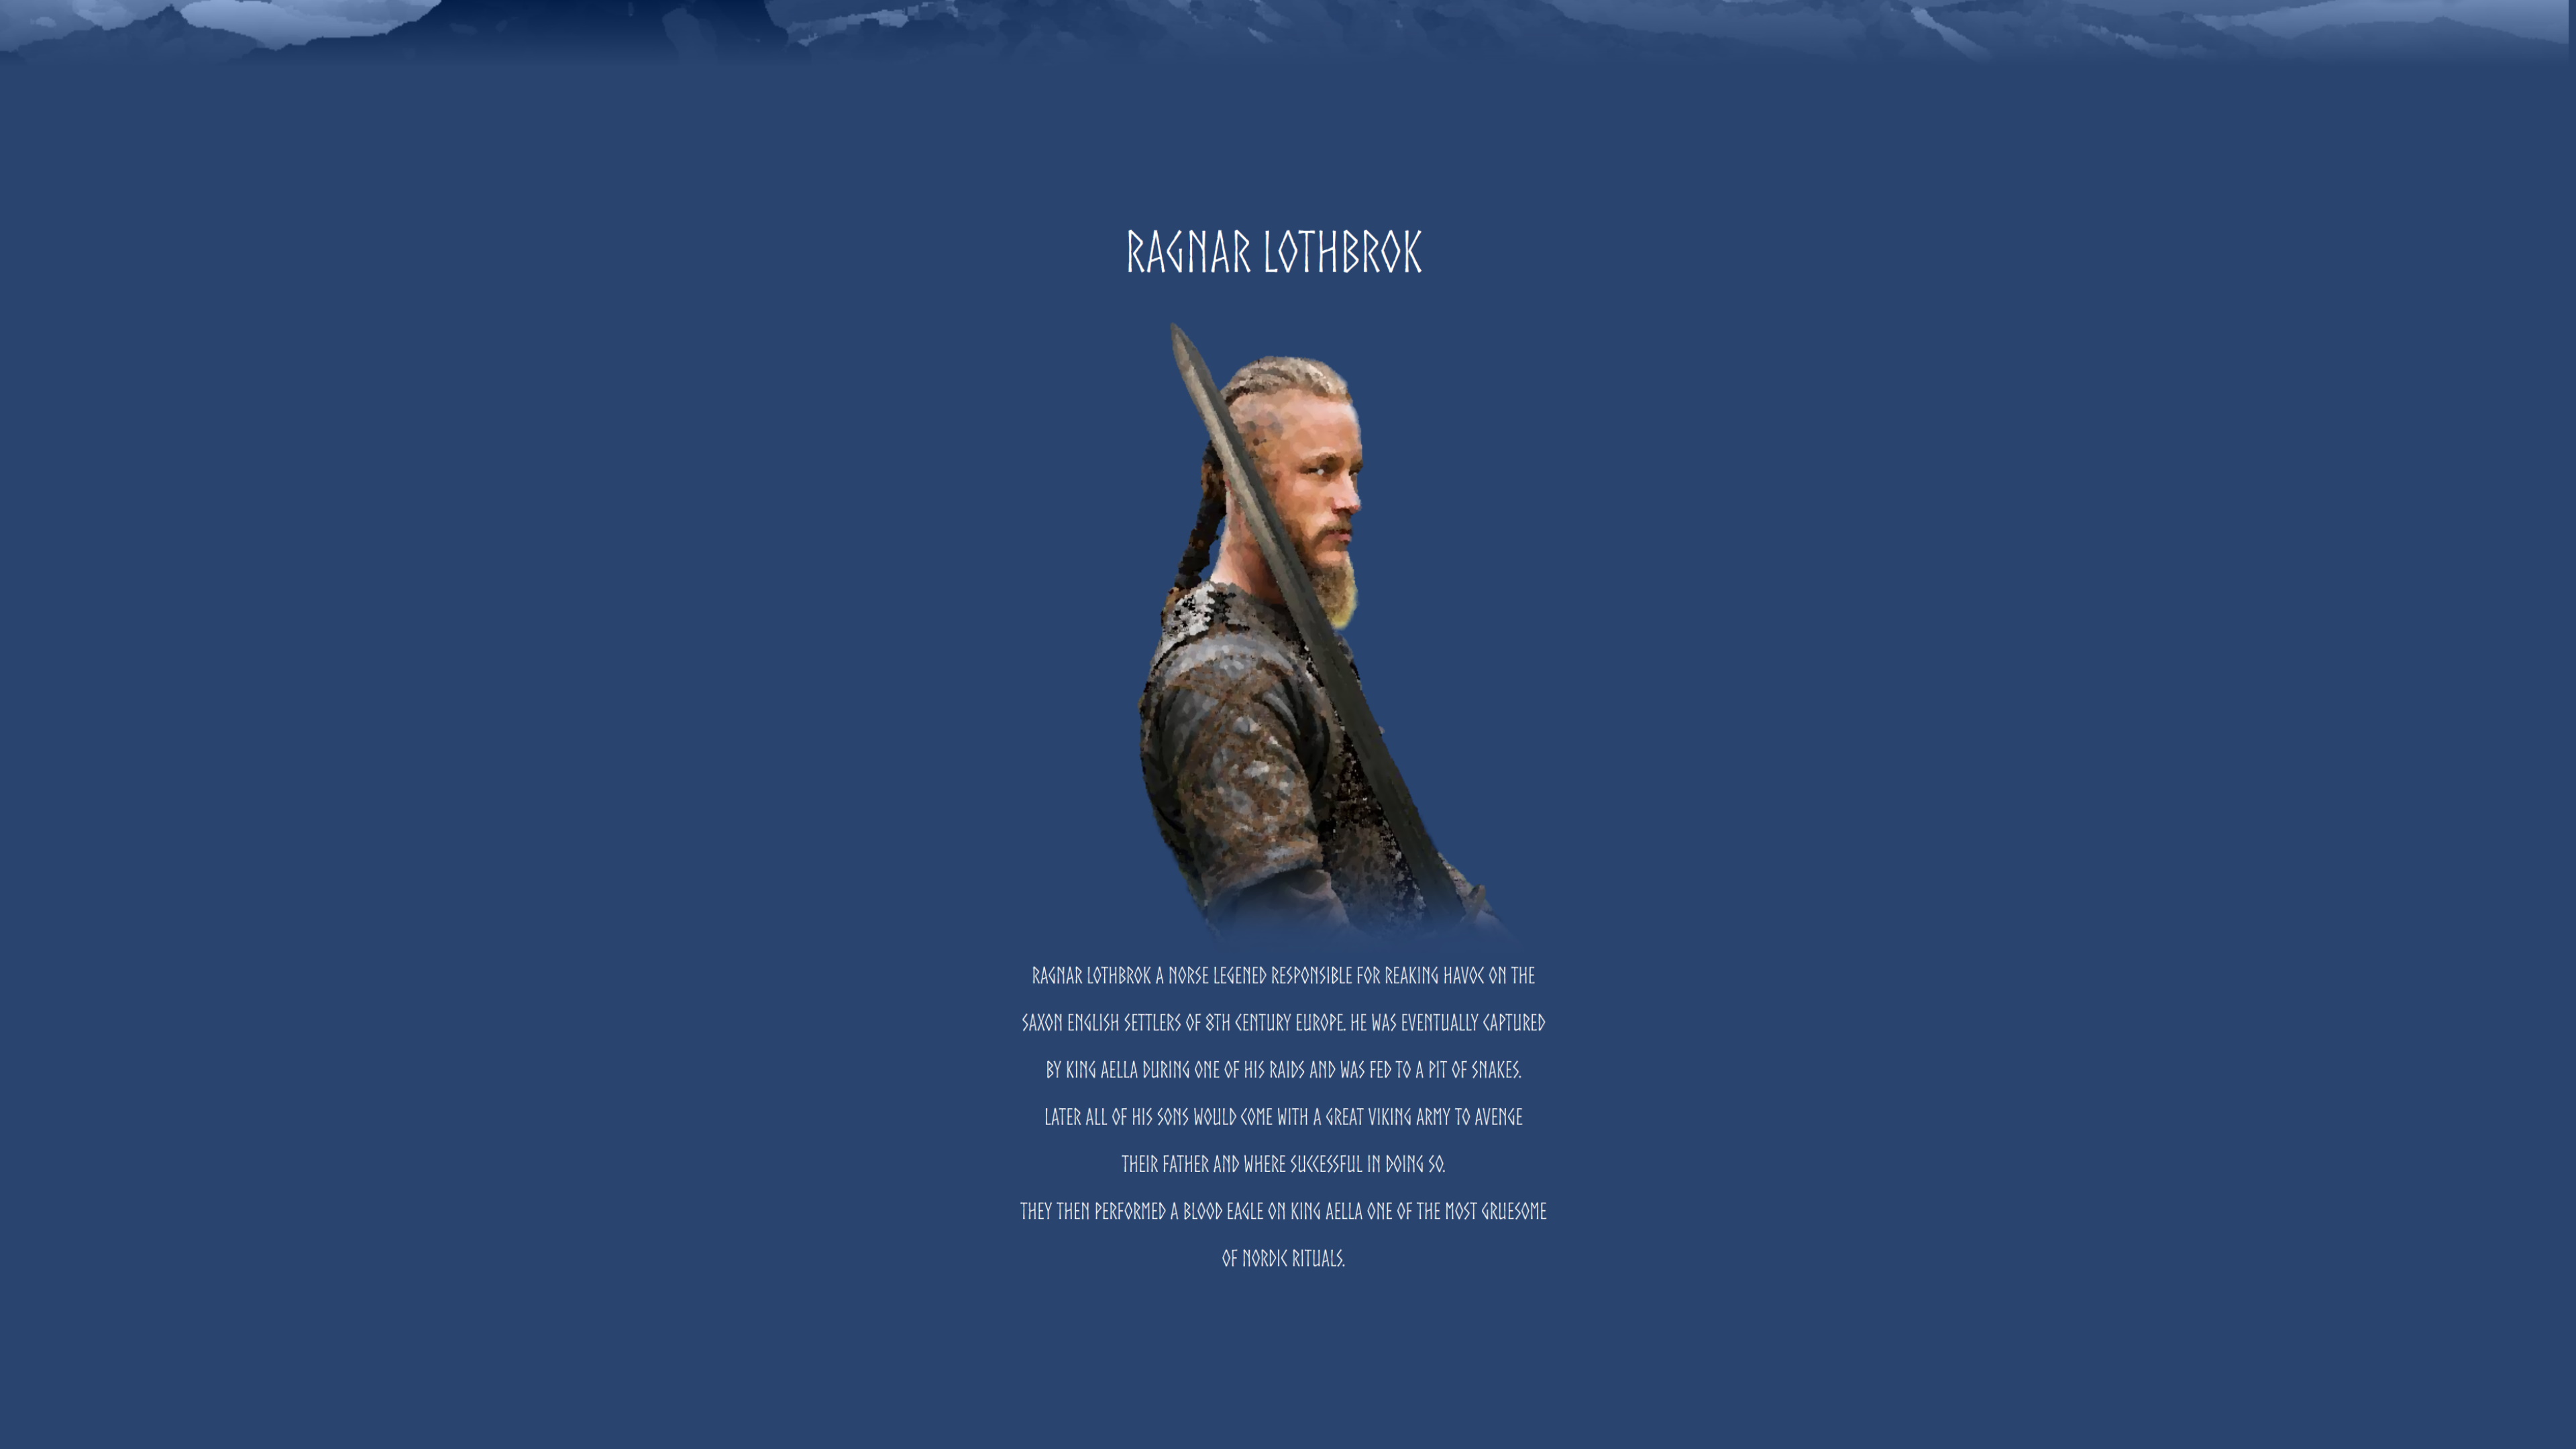 RAGNAR LOTHBROK
RAGNAR LOTHBROK A NORSE LEGENED RESPONSIBLE FOR REAKING HAVOC ON THE
SAXON ENGLISH SETTLERS OF 8TH CENTURY EUROPE. HE WAS EVENTUALLY CAPTURED
BY KING AELLA DURING ONE OF HIS RAIDS AND WAS FED TO A PIT OF SNAKES.
LATER ALL OF HIS SONS WOULD COME WITH A GREAT VIKING ARMY TO AVENGE
THEIR FATHER AND WHERE SUCCESSFUL IN DOING SO.
THEY THEN PERFORMED A BLOOD EAGLE ON KING AELLA ONE OF THE MOST GRUESOME
OF NORDIC RITUALS.